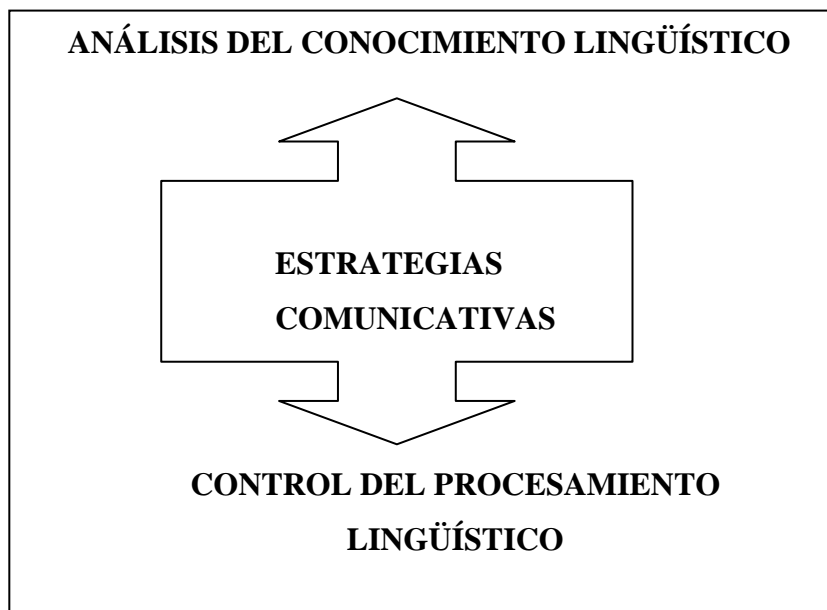 ANÁLISIS DEL CONOCIMIENTO LINGÜÍSTICO
ESTRATEGIAS
COMUNICATIVAS
CONTROL DEL PROCESAMIENTO
LINGÜÍSTICO